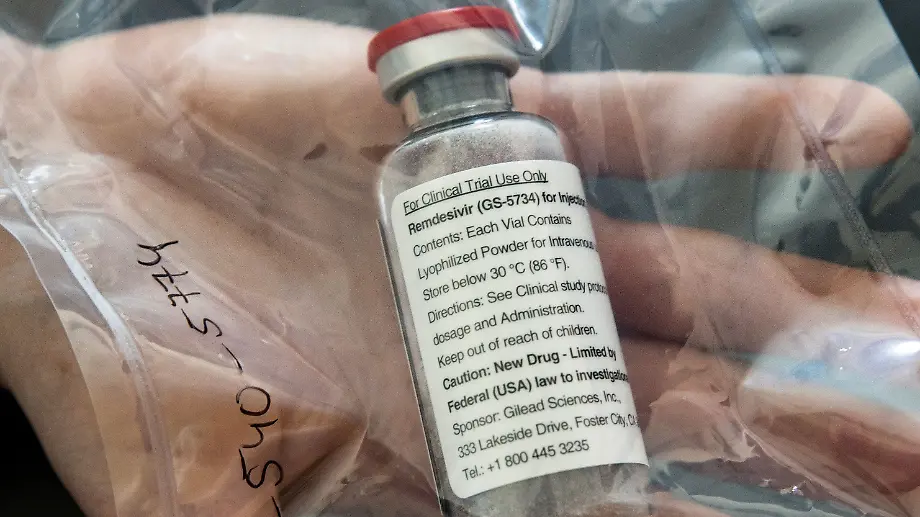 For Clinical Trial Use Only
Remdesivir (GS-5734) for Injection
Contents: Each Vial Contains
Lyophilized Powder for Intravenous
Store below 30 °C (86 °F).
Directions: See Clinical study
dosage and Administration.
Keep out of reach of children.
Caution: New Drug - Limited by
Federal (USA) law to
Sponsor: Gilead Sciences, Inc.,
333 Lakeside Drive, Foster City,
Tel.: +1 800 445 3235